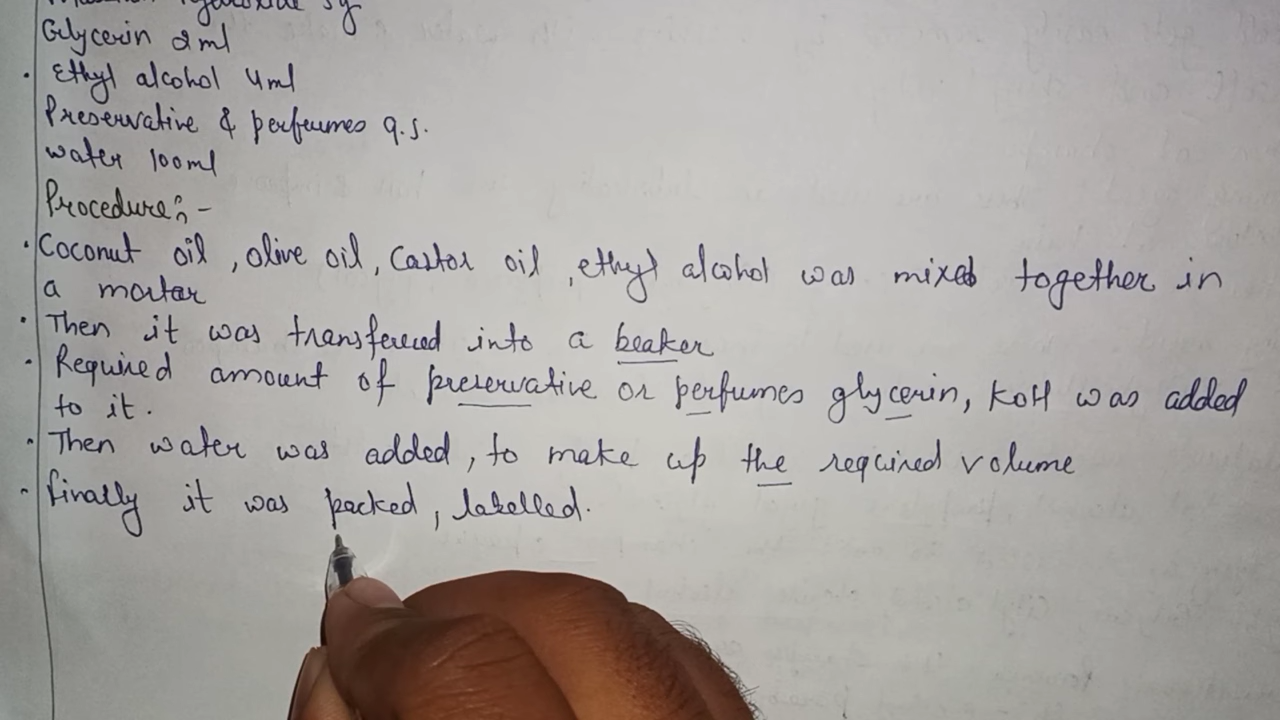 Glycerin 2ml
. Ethyl alcohol 4ml
Preservative & perfumes q.s.
water 100ml
Procedure:-
. Coconut oil, olive oil, Castor oil, ethyl alcohol was mixed together in
a mortar
. Then it was transfered into a beaker
. Required amount of preservative or perfumes glycerin, KOH was added
to it.
. Then water was added, to make up the required volume
. finally it was packed, labelled.